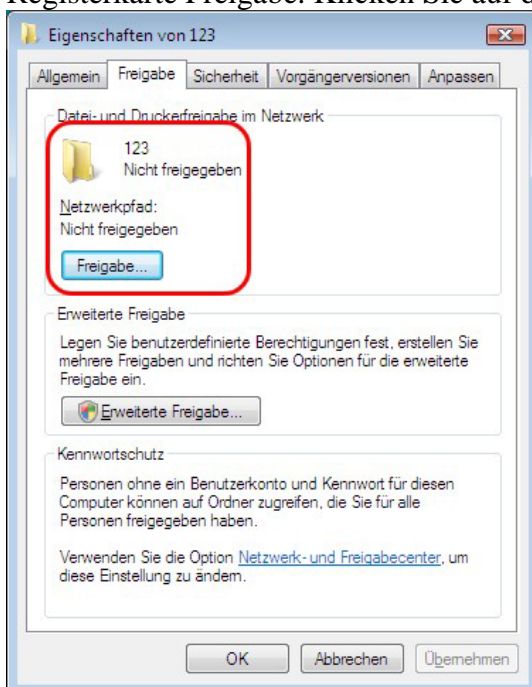 Registerkarte Freigabe. Klicken Sie auf d
Eigenschaften von 123
Allgemein Freigabe Sicherheit Vorgängerversionen Anpassen
Datei- und Druckerfreigabe im Netzwerk
123
Nicht freigegeben
Netzwerkpfad:
Nicht freigegeben
Freigabe...
Erweiterte Freigabe
Legen Sie benutzerdefinierte Berechtigungen fest, erstellen Sie
mehrere Freigaben und richten Sie Optionen für die erweiterte
Freigabe ein.
Erweiterte Freigabe...
Kennwortschutz
Personen ohne ein Benutzerkonto und Kennwort für diesen
Computer können auf Ordner zugreifen, die Sie für alle
Personen freigegeben haben.
Verwenden Sie die Option Netzwerk- und Freigabecenter, um
diese Einstellung zu ändern.
OK Abbrechen Übernehmen